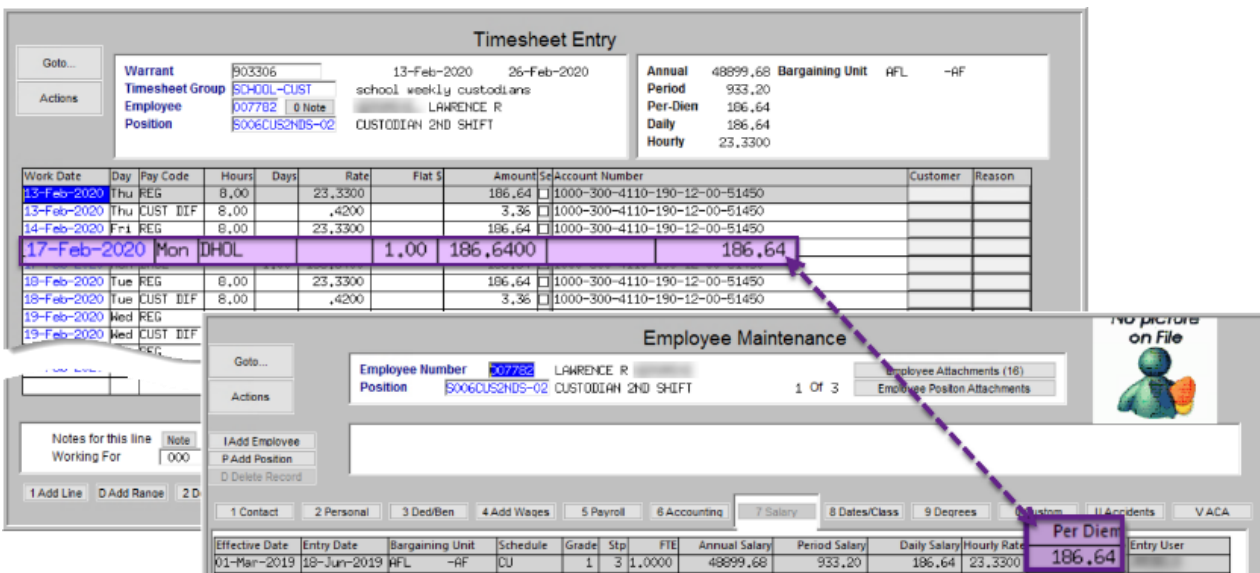 Timesheet Entry
Goto...
Actions
Warrant 903306 13-Feb-2020 26-Feb-2020
Timesheet Group SCHOOL-CUST school weekly custodians
Employee 007782 0 Note LAWRENCE R
Position S006CUS2NDS-02 CUSTODIAN 2ND SHIFT
Annual 48899.68 Bargaining Unit AFL -AF
Period 933.20
Per-Dien 186.64
Daily 186.64
Hourly 23.3300
Work Date Day Pay Code Hours Days Rate Flat $ Amount Se Account Number Customer Reason
13-Feb-2020 Thu REG 8.00 23.3300 186.64 1000-300-4110-190-12-00-51450
13-Feb-2020 Thu CUST DIF 8.00 .4200 3.36 1000-300-4110-190-12-00-51450
14-Feb-2020 Fri REG 8.00 23.3300 186.64 1000-300-4110-190-12-00-51450
17-Feb-2020 Mon DHOL 1.00 186.6400 186.64
18-Feb-2020 Tue REG 8.00 23.3300 186.64 1000-300-4110-190-12-00-51450
18-Feb-2020 Tue CUST DIF 8.00 .4200 3.36 1000-300-4110-190-12-00-51450
19-Feb-2020 Wed REG
19-Feb-2020 Wed CUST DIF
Notes for this line Note
Working For 000
1 Add Line D Add Range 2 D
Employee Maintenance
No picture
on File
Goto...
Actions
Employee Number 007782 LAWRENCE R
Position S006CUS2NDS-02 CUSTODIAN 2ND SHIFT 1 Of 3
Employee Attachments (16)
Employee Positon Attachments
I Add Employee
P Add Position
D Delete Record
1 Contact 2 Personal 3 Ded/Ben 4 Add Wages 5 Payroll 6 Accounting 7 Salary 8 Dates/Class 9 Degrees Accidents V ACA
Effective Date Entry Date Bargaining Unit Schedule Grade Stp FTE Annual Salary Period Salary Daily Salary Hourly Rate Per Diem Entry User
01-Mar-2019 18-Jun-2019 AFL -AF CU 1 3 1.0000 48899.68 933.20 186.64 23.3300 186.64